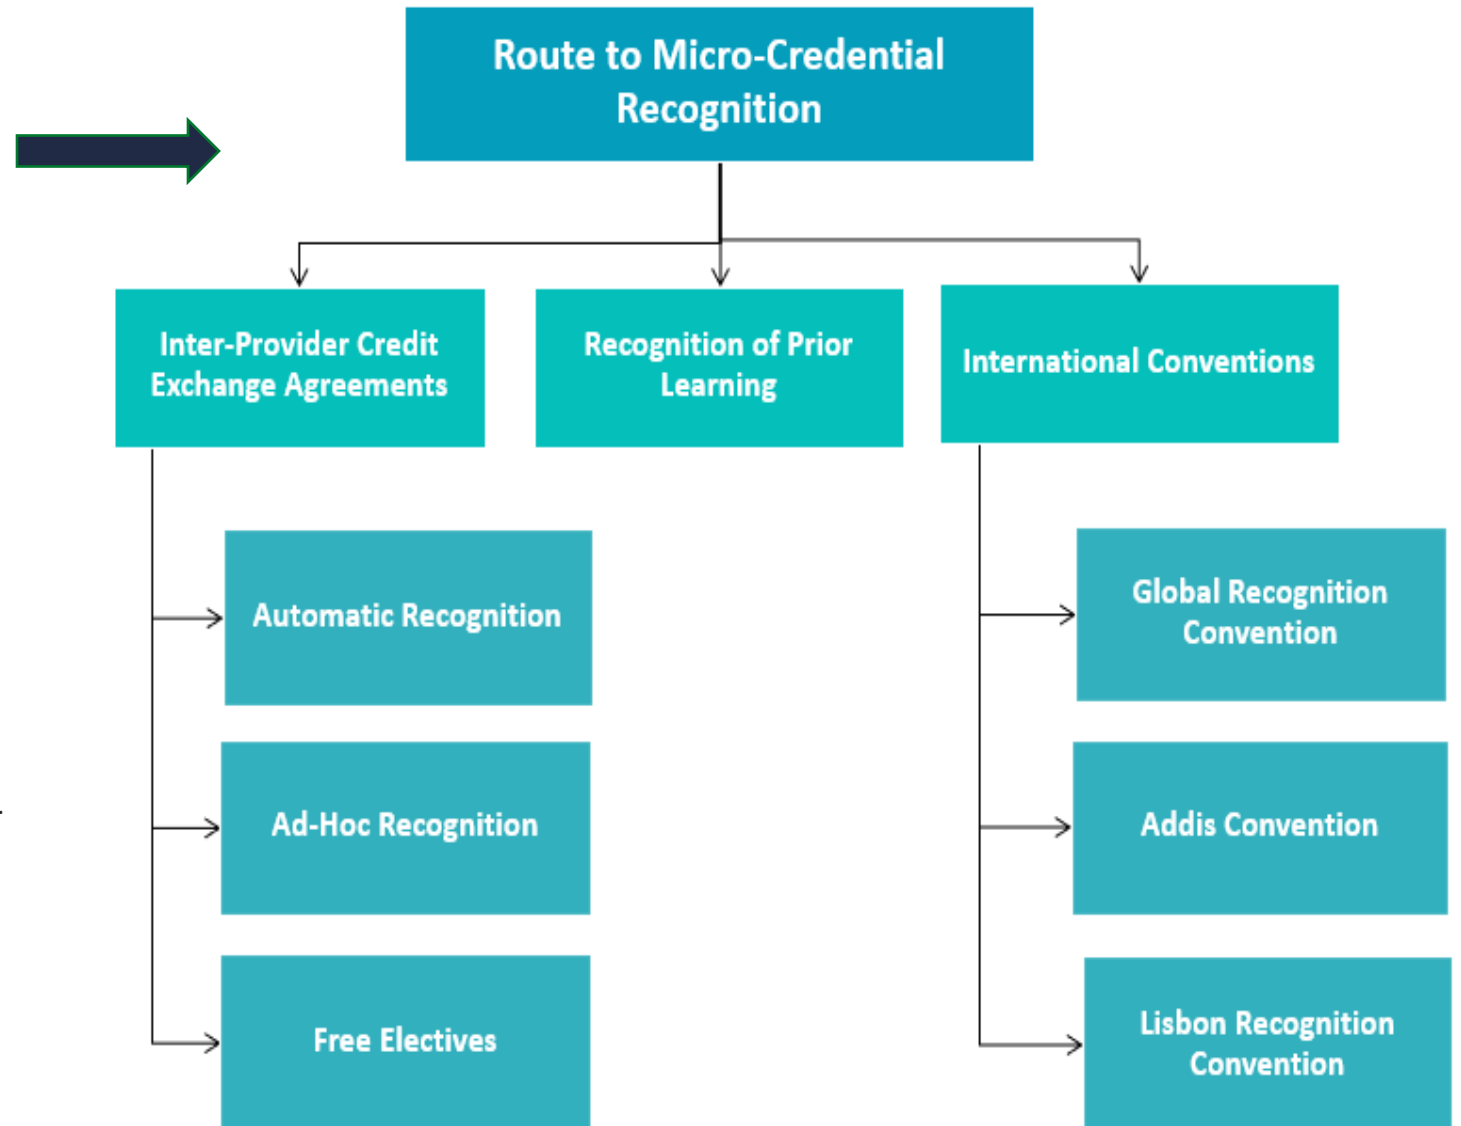 Route to Micro-Credential
Recognition
Inter-Provider Credit
Exchange Agreements
Recognition of Prior
Learning
International Conventions
Automatic Recognition
Global Recognition
Convention
Ad-Hoc Recognition
Addis Convention
Free Electives
Lisbon Recognition
Convention